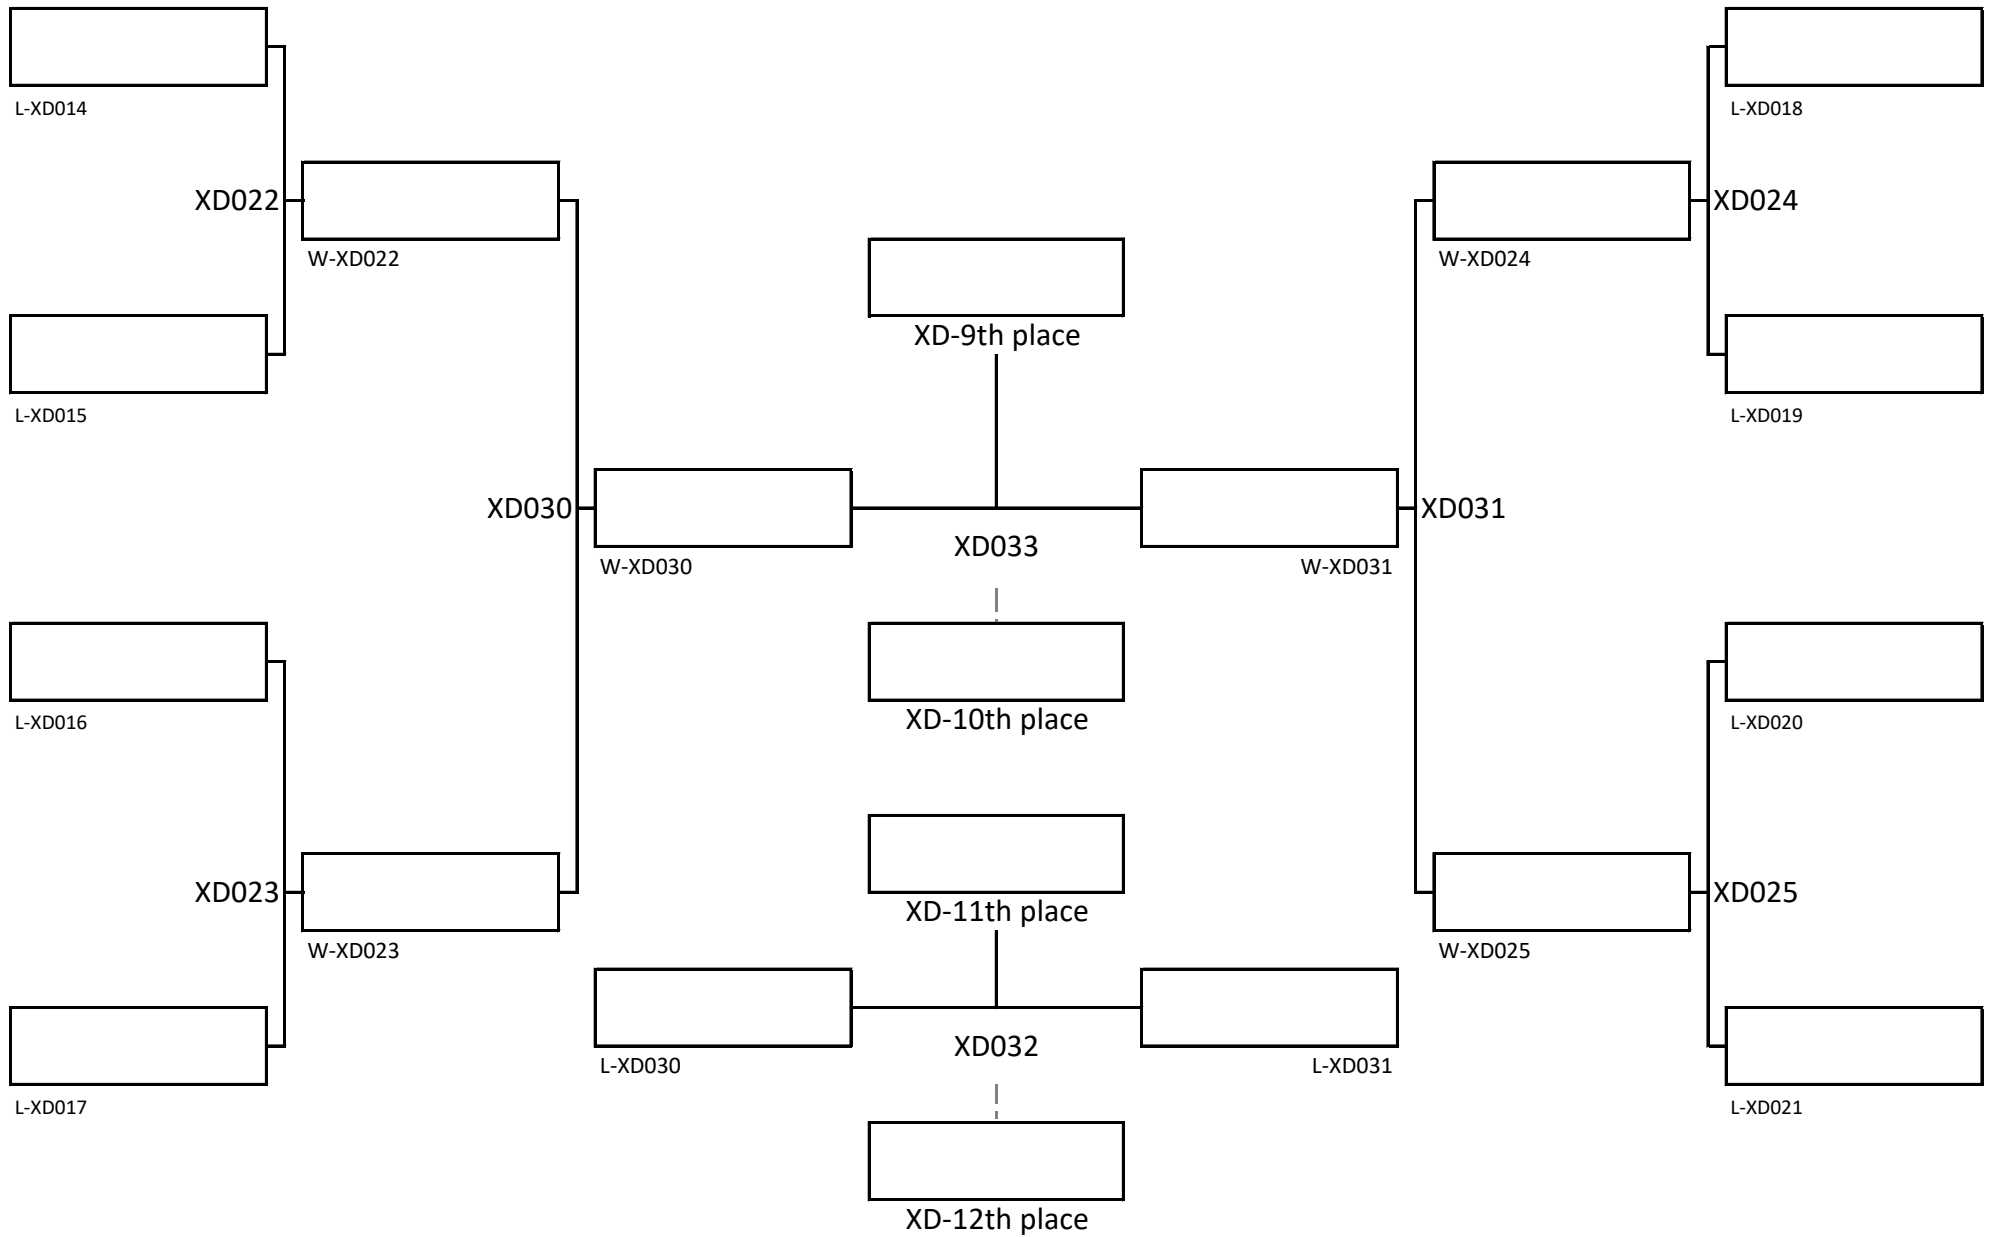 L-XD014
L-XD018
XD022
XD024
W-XD022
W-XD024
XD-9th place
L-XD015
L-XD019
XD030
XD031
XD033
W-XD030
W-XD031
L-XD016
XD-10th place
L-XD020
XD023
XD-11th place
XD025
W-XD023
W-XD025
XD032
L-XD030
L-XD031
L-XD017
L-XD021
XD-12th place